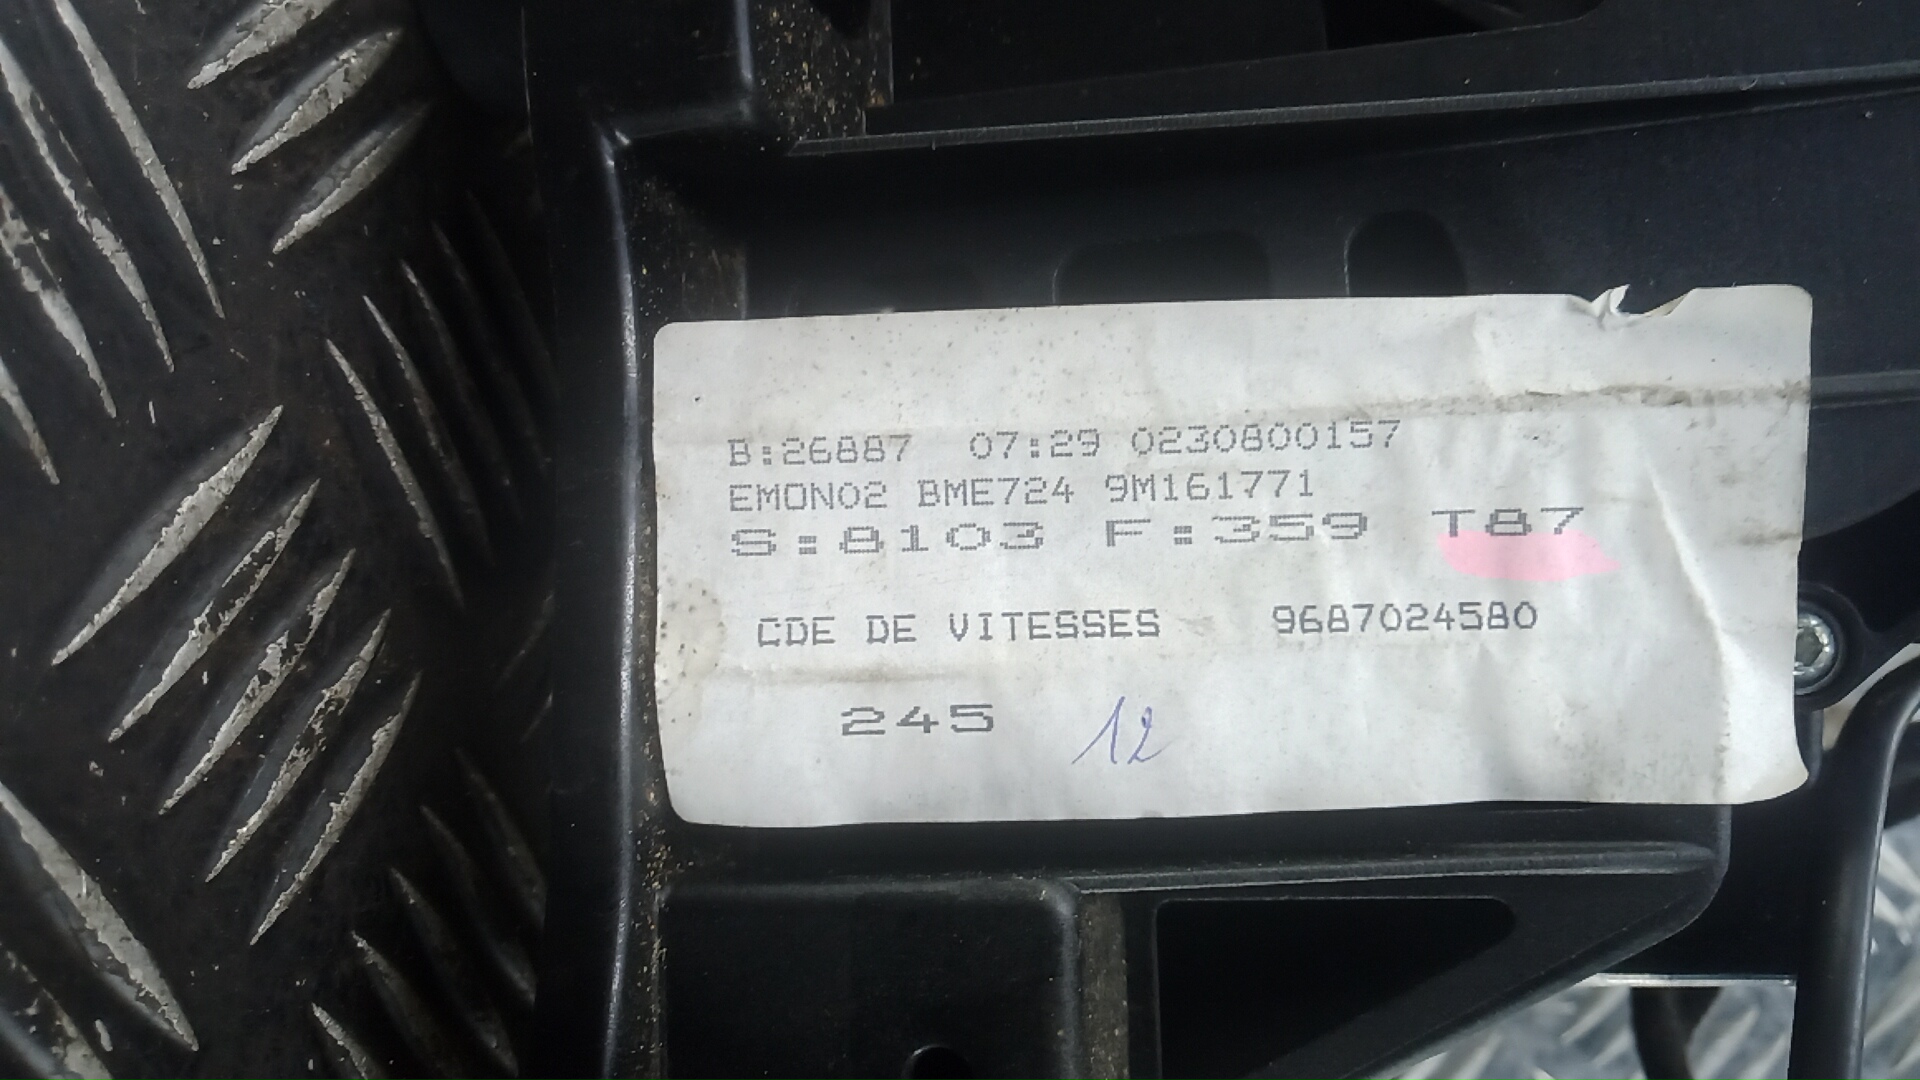 B:26887 07:29 0230800157
EMON02 BME724 9M161771
S:8103 F:359 T87
CDE DE VITESSES 9687024580
245 12